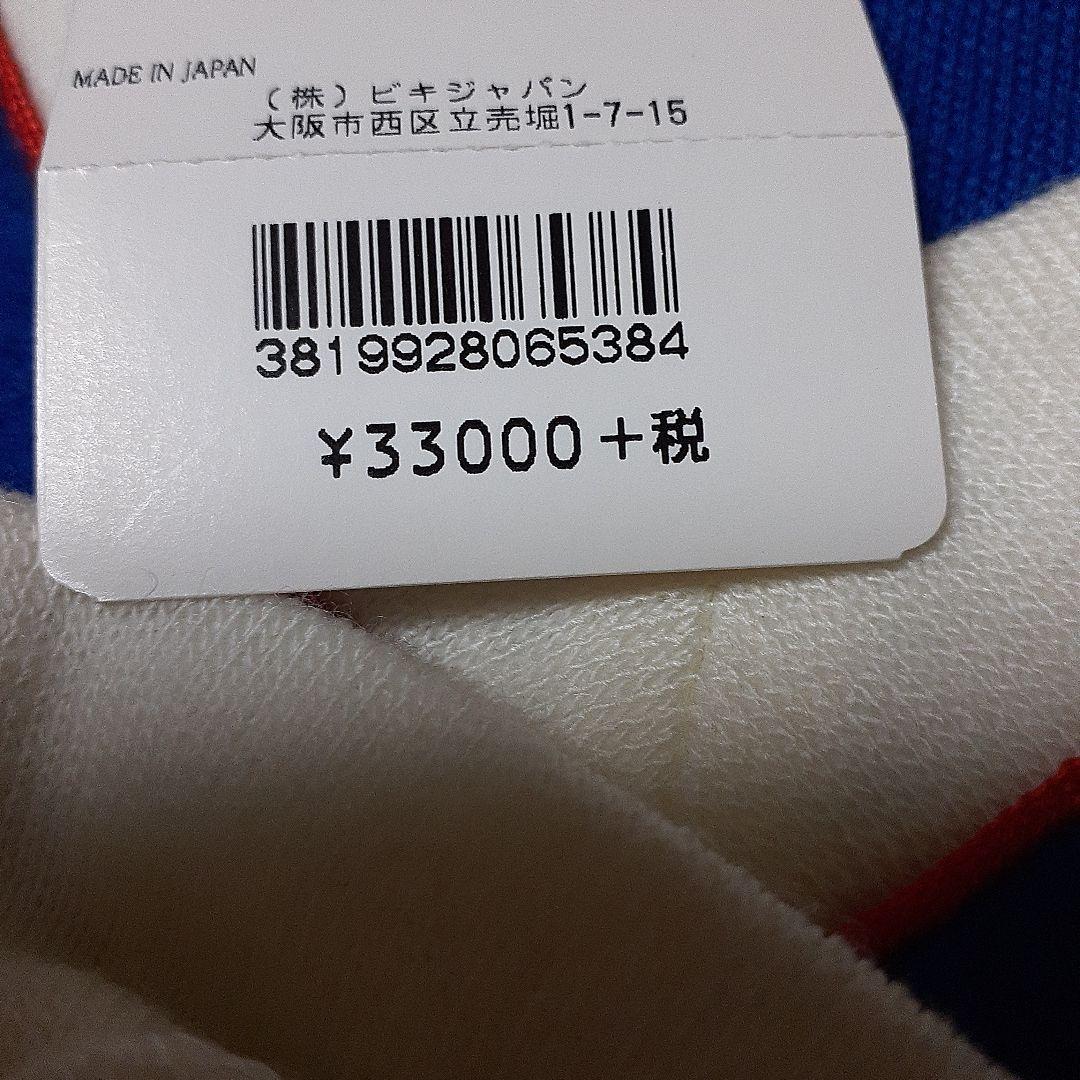 MADE IN JAPAN
(株)ビキジャパン
大阪市西区立売堀1-7-15
3819928065384
¥33000+税